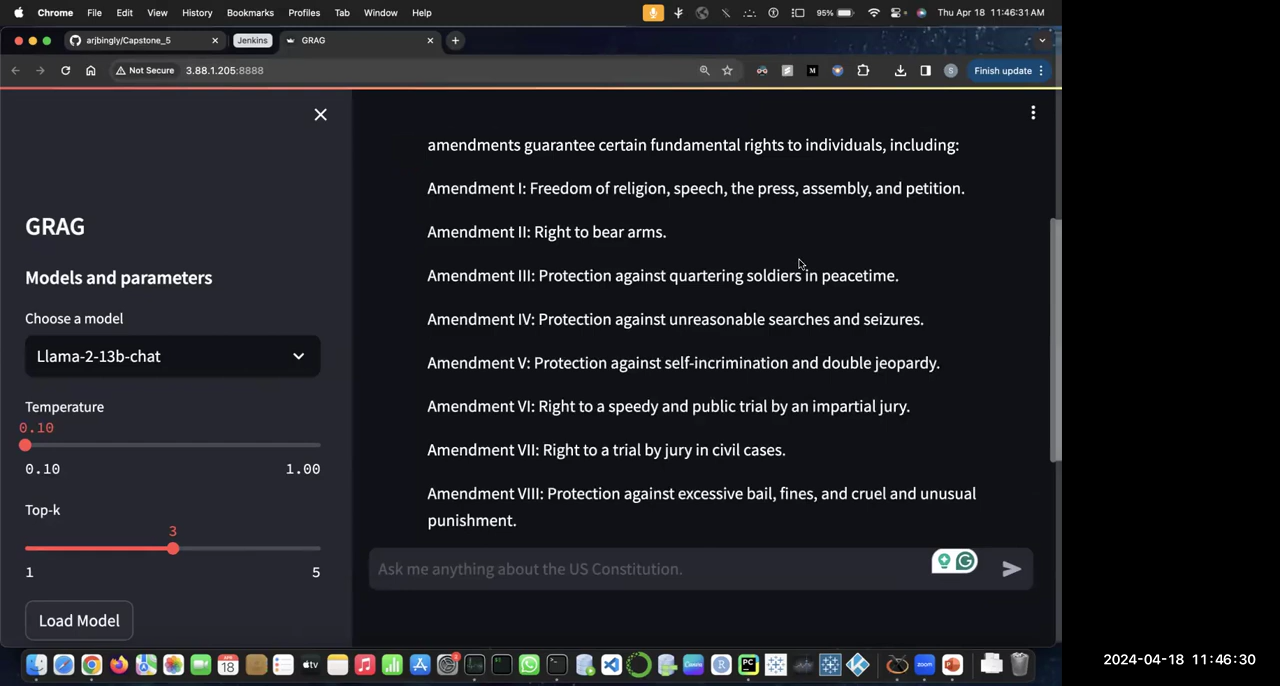 Chrome File Edit View History Bookmarks Profiles Tab Window Help 95% Thu Apr 18 11:46:31 AM
arjbingly/Capstone_5 Jenkins GRAG
Not Secure 3.88.1.205:8888 M S Finish update
amendments guarantee certain fundamental rights to individuals, including:
Amendment I: Freedom of religion, speech, the press, assembly, and petition.
GRAG
Amendment II: Right to bear arms.
Models and parameters
Amendment III: Protection against quartering soldiers in peacetime.
Choose a model
Amendment IV: Protection against unreasonable searches and seizures.
Llama-2-13b-chat
Amendment V: Protection against self-incrimination and double jeopardy.
Temperature
Amendment VI: Right to a speedy and public trial by an impartial jury.
0.10
Amendment VII: Right to a trial by jury in civil cases.
0.10 1.00
Amendment VIII: Protection against excessive bail, fines, and cruel and unusual
punishment.
Top-k
3
1 5
Ask me anything about the US Constitution.
Load Model
APR
18
tv
PC
zoom
2024-04-18 11:46:30